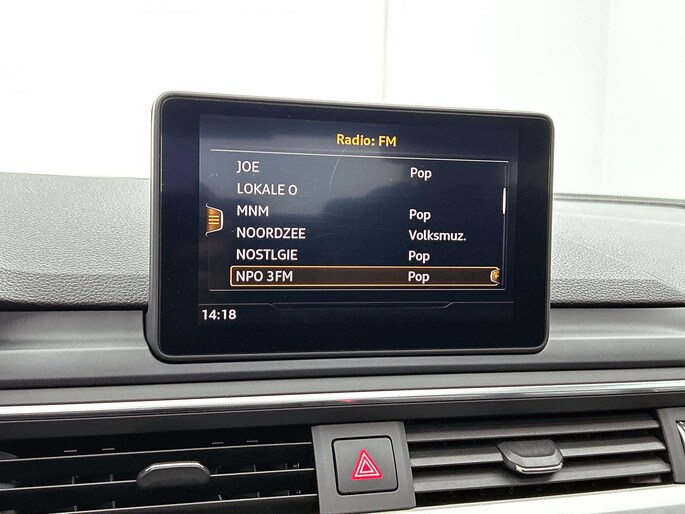 Radio: FM
JOE Pop
LOKALE O
MNM Pop
NOORDZEE Volksmuz.
NOSTLGIE Pop
NPO 3FM Pop
14:18